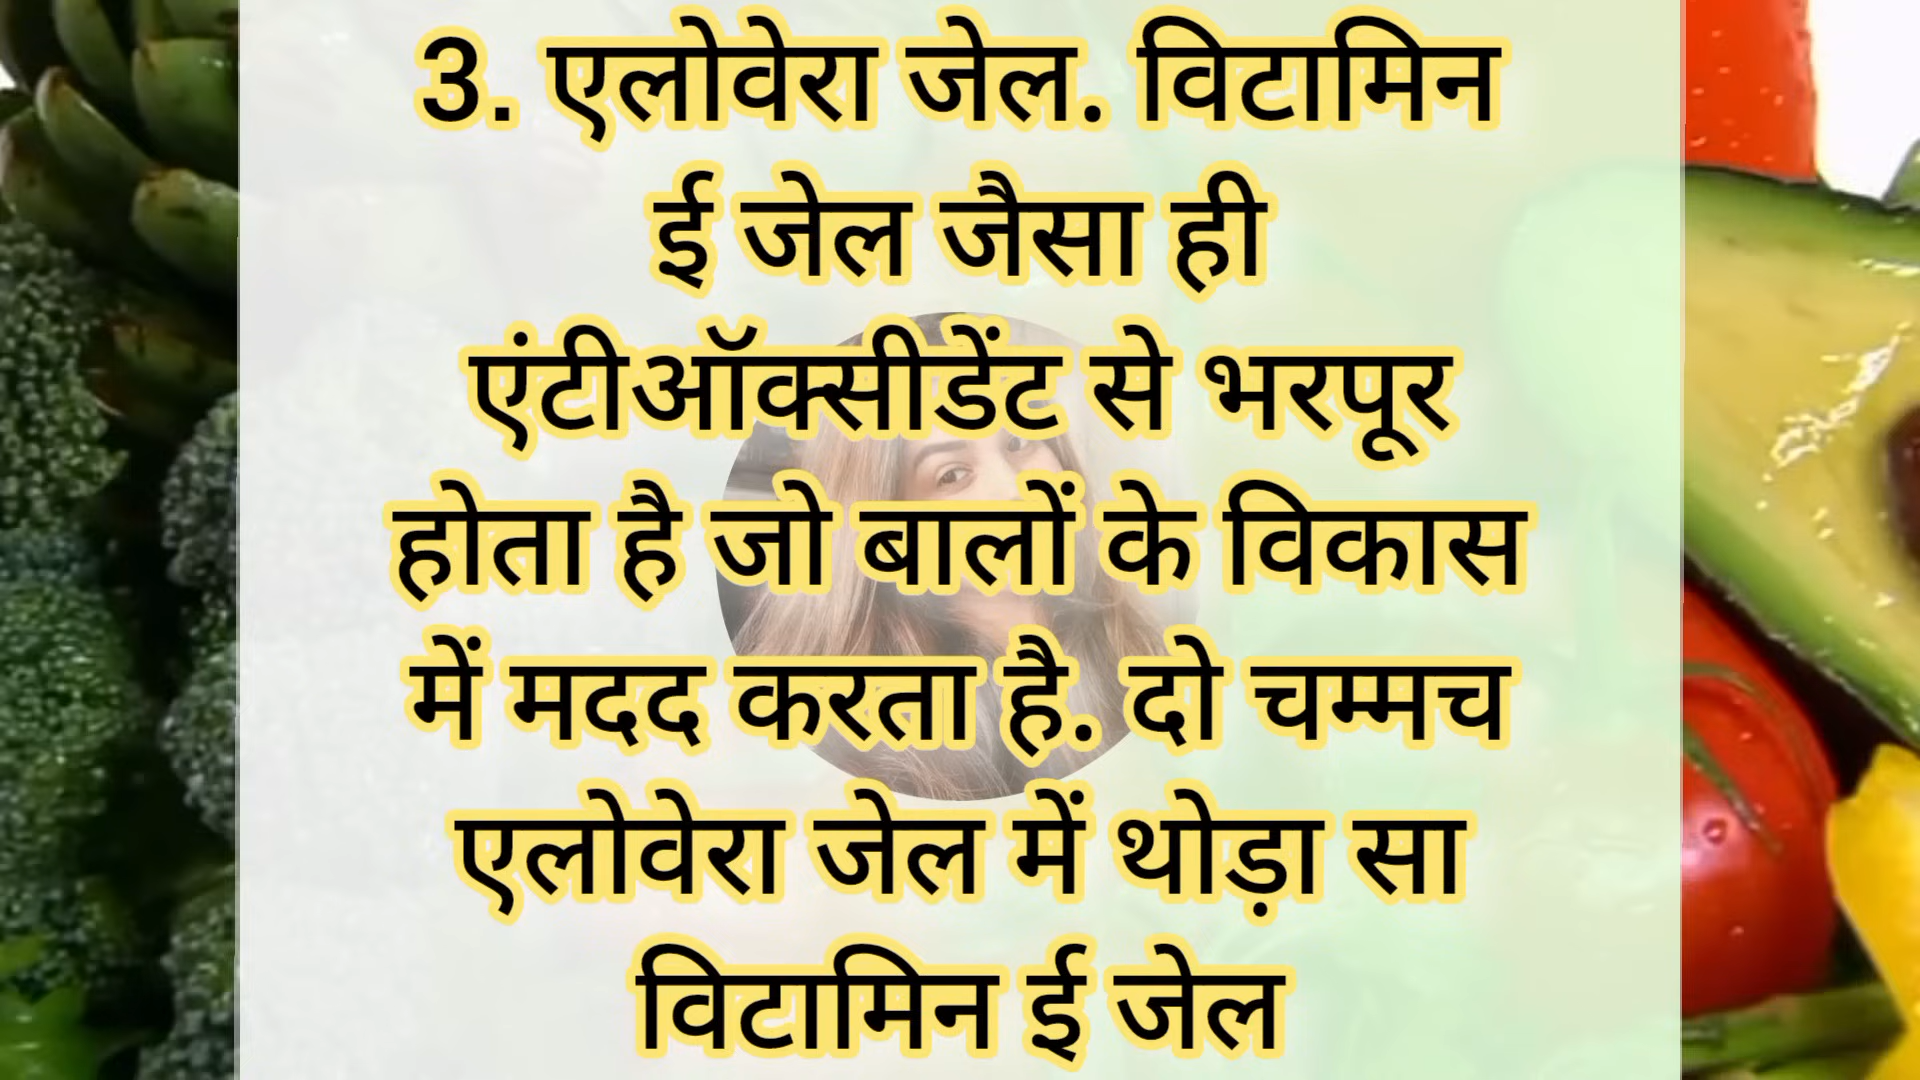 3. एलोवेरा जेल. विटामिन
ई जेल जैसा ही
एंटीऑक्सीडेंट से भरपूर
होता है जो बालों के विकास
में मदद करता है. दो चम्मच
एलोवेरा जेल में थोड़ा सा
विटामिन ई जेल